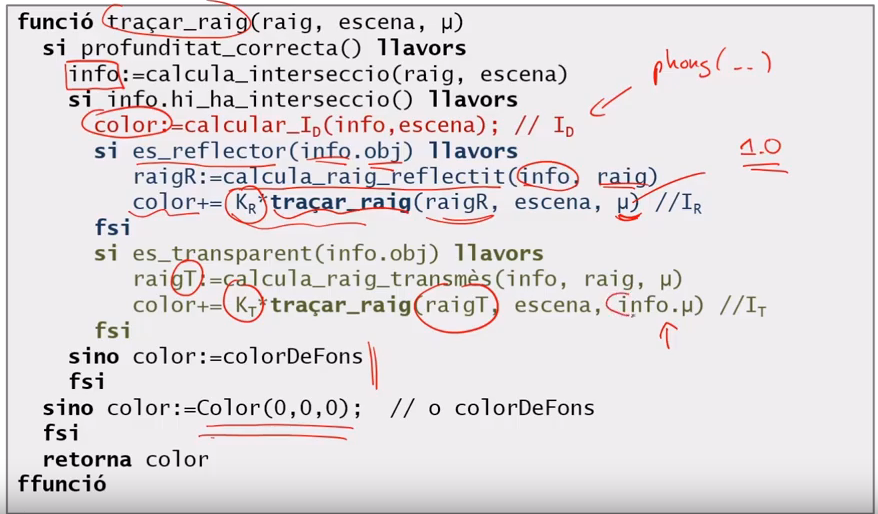 funció traçar_raig(raig, escena, µ)
si profunditat_correcta() llavors
info:=calcula_interseccio(raig, escena)
phong(--)
si info.hi_ha_interseccio() llavors
color:=calcular_ID(info,escena); // ID
si es_reflector(info.obj) llavors
1.0
raigR:=calcula_raig_reflectit(info, raig)
color+= KR*traçar_raig(raigR, escena, µ) //IR
fsi
si es_transparent(info.obj) llavors
raigT:=calcula_raig_transmès(info, raig, µ)
color+= KT*traçar_raig(raigT, escena, info.µ) //IT
fsi
sino color:=colorDeFons
fsi
sino color:=Color(0,0,0); // o colorDeFons
fsi
retorna color
ffunció